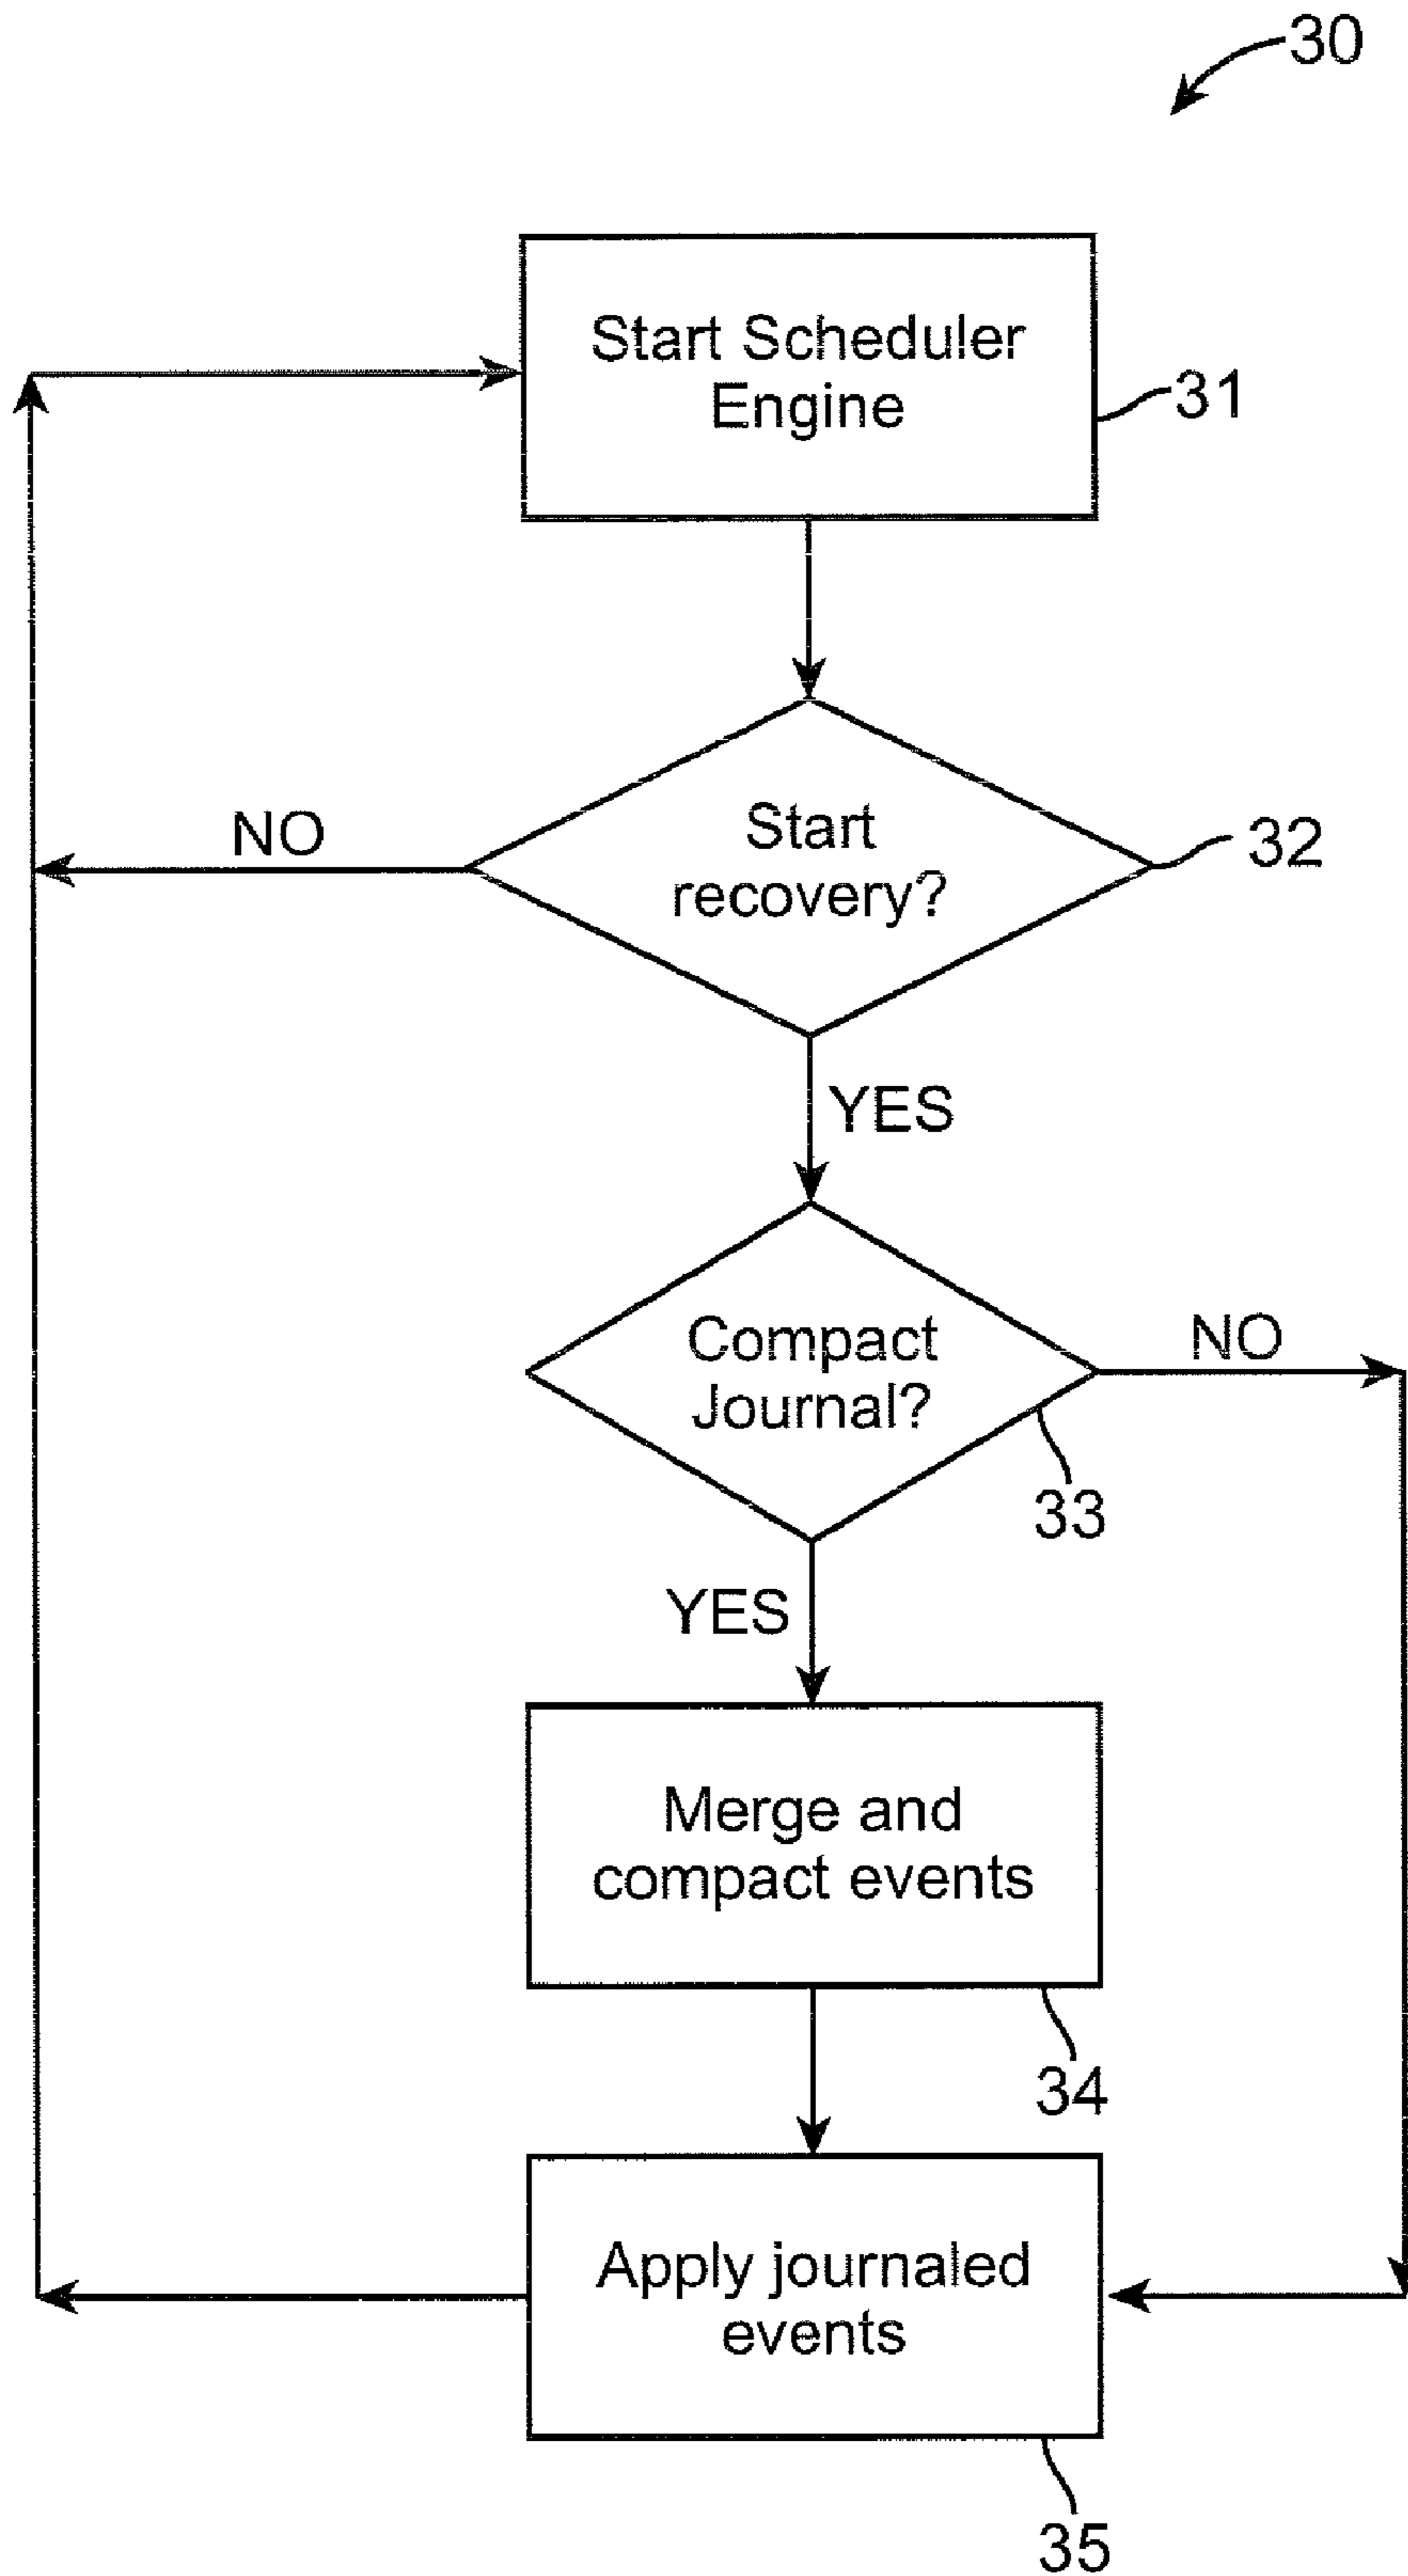 30
Start Scheduler
Engine
31
Start
recovery?
32
NO
YES
Compact
Journal?
NO
33
YES
Merge and
compact events
34
Apply journaled
events
35